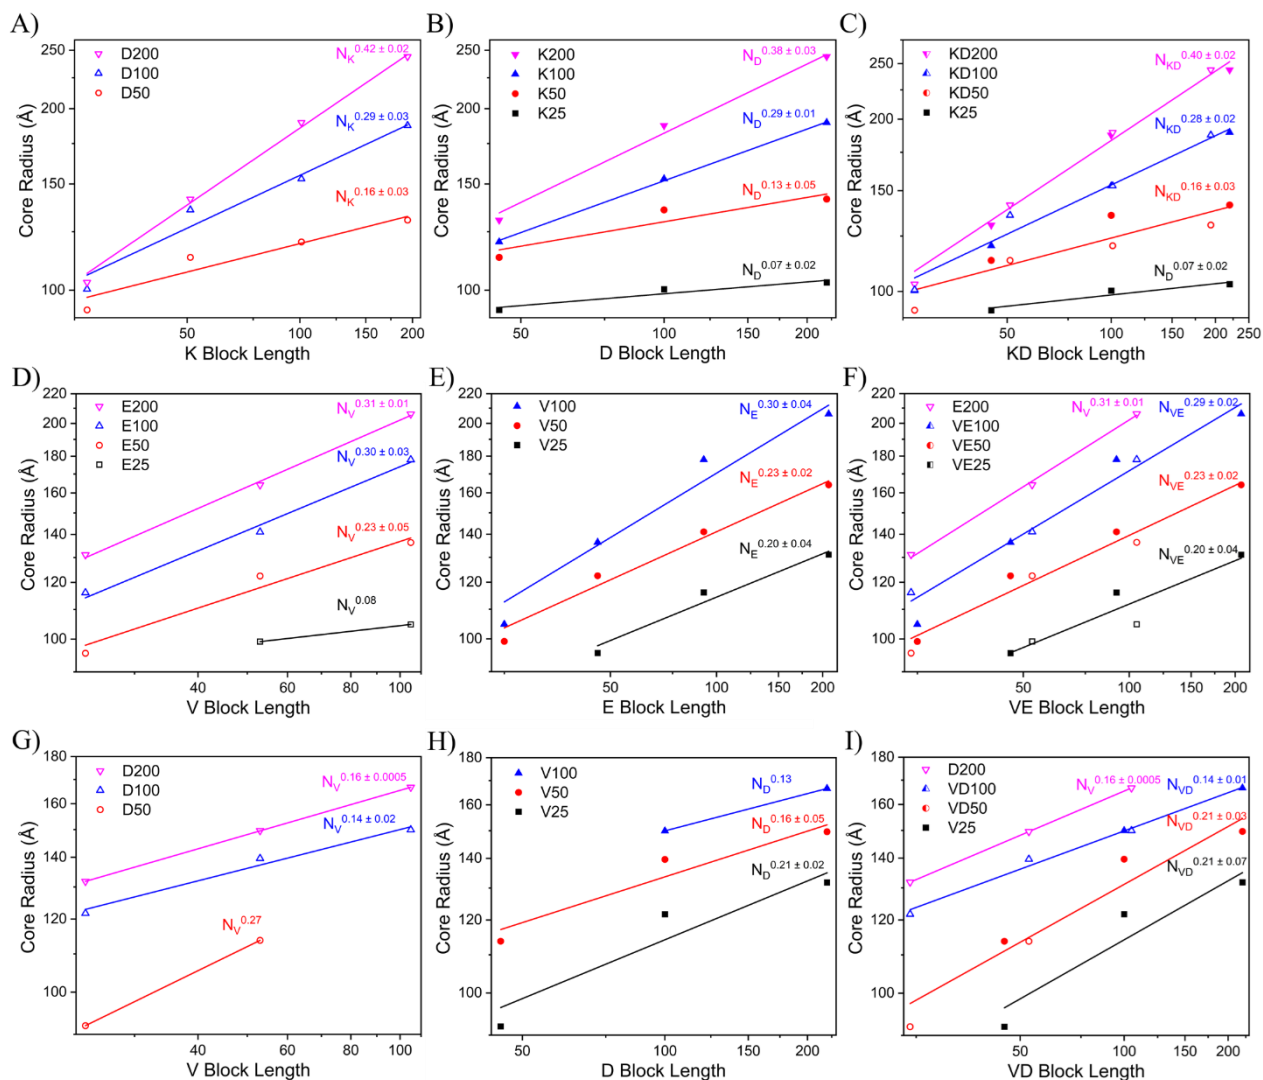 A)
D200
D100
D50
N_K^0.42 ± 0.02
N_K^0.29 ± 0.03
N_K^0.16 ± 0.03
250
200
150
100
50
100
150
200
Core Radius (Å)
K Block Length
B)
K200
K100
K50
K25
N_D^0.38 ± 0.03
N_D^0.29 ± 0.01
N_D^0.13 ± 0.05
N_D^0.07 ± 0.02
250
200
150
100
50
100
150
200
Core Radius (Å)
D Block Length
C)
KD200
KD100
KD50
K25
N_KD^0.40 ± 0.02
N_KD^0.28 ± 0.02
N_KD^0.16 ± 0.03
N_D^0.07 ± 0.02
250
200
150
100
50
100
150
200
250
Core Radius (Å)
KD Block Length
D)
E200
E100
E50
E25
N_V^0.31 ± 0.01
N_V^0.30 ± 0.03
N_V^0.23 ± 0.05
N_V^0.08
220
200
180
160
140
120
100
40
60
80
100
Core Radius (Å)
V Block Length
E)
V100
V50
V25
N_E^0.30 ± 0.04
N_E^0.23 ± 0.02
N_E^0.20 ± 0.04
220
200
180
160
140
120
100
50
100
150
200
Core Radius (Å)
E Block Length
F)
E200
VE100
VE50
VE25
N_V^0.31 ± 0.01
N_VE^0.29 ± 0.02
N_VE^0.23 ± 0.02
N_VE^0.20 ± 0.04
220
200
180
160
140
120
100
50
100
150
200
Core Radius (Å)
VE Block Length
G)
D200
D100
D50
N_V^0.16 ± 0.0005
N_V^0.14 ± 0.02
N_V^0.27
180
160
140
120
100
40
60
80
100
Core Radius (Å)
V Block Length
H)
V100
V50
V25
N_D^0.13
N_D^0.16 ± 0.05
N_D^0.21 ± 0.02
180
160
140
120
100
50
100
150
200
Core Radius (Å)
D Block Length
I)
D200
VD100
VD50
V25
N_V^0.16 ± 0.0005
N_VD^0.14 ± 0.01
N_VD^0.21 ± 0.03
N_VD^0.21 ± 0.07
180
160
140
120
100
50
100
150
200
Core Radius (Å)
VD Block Length